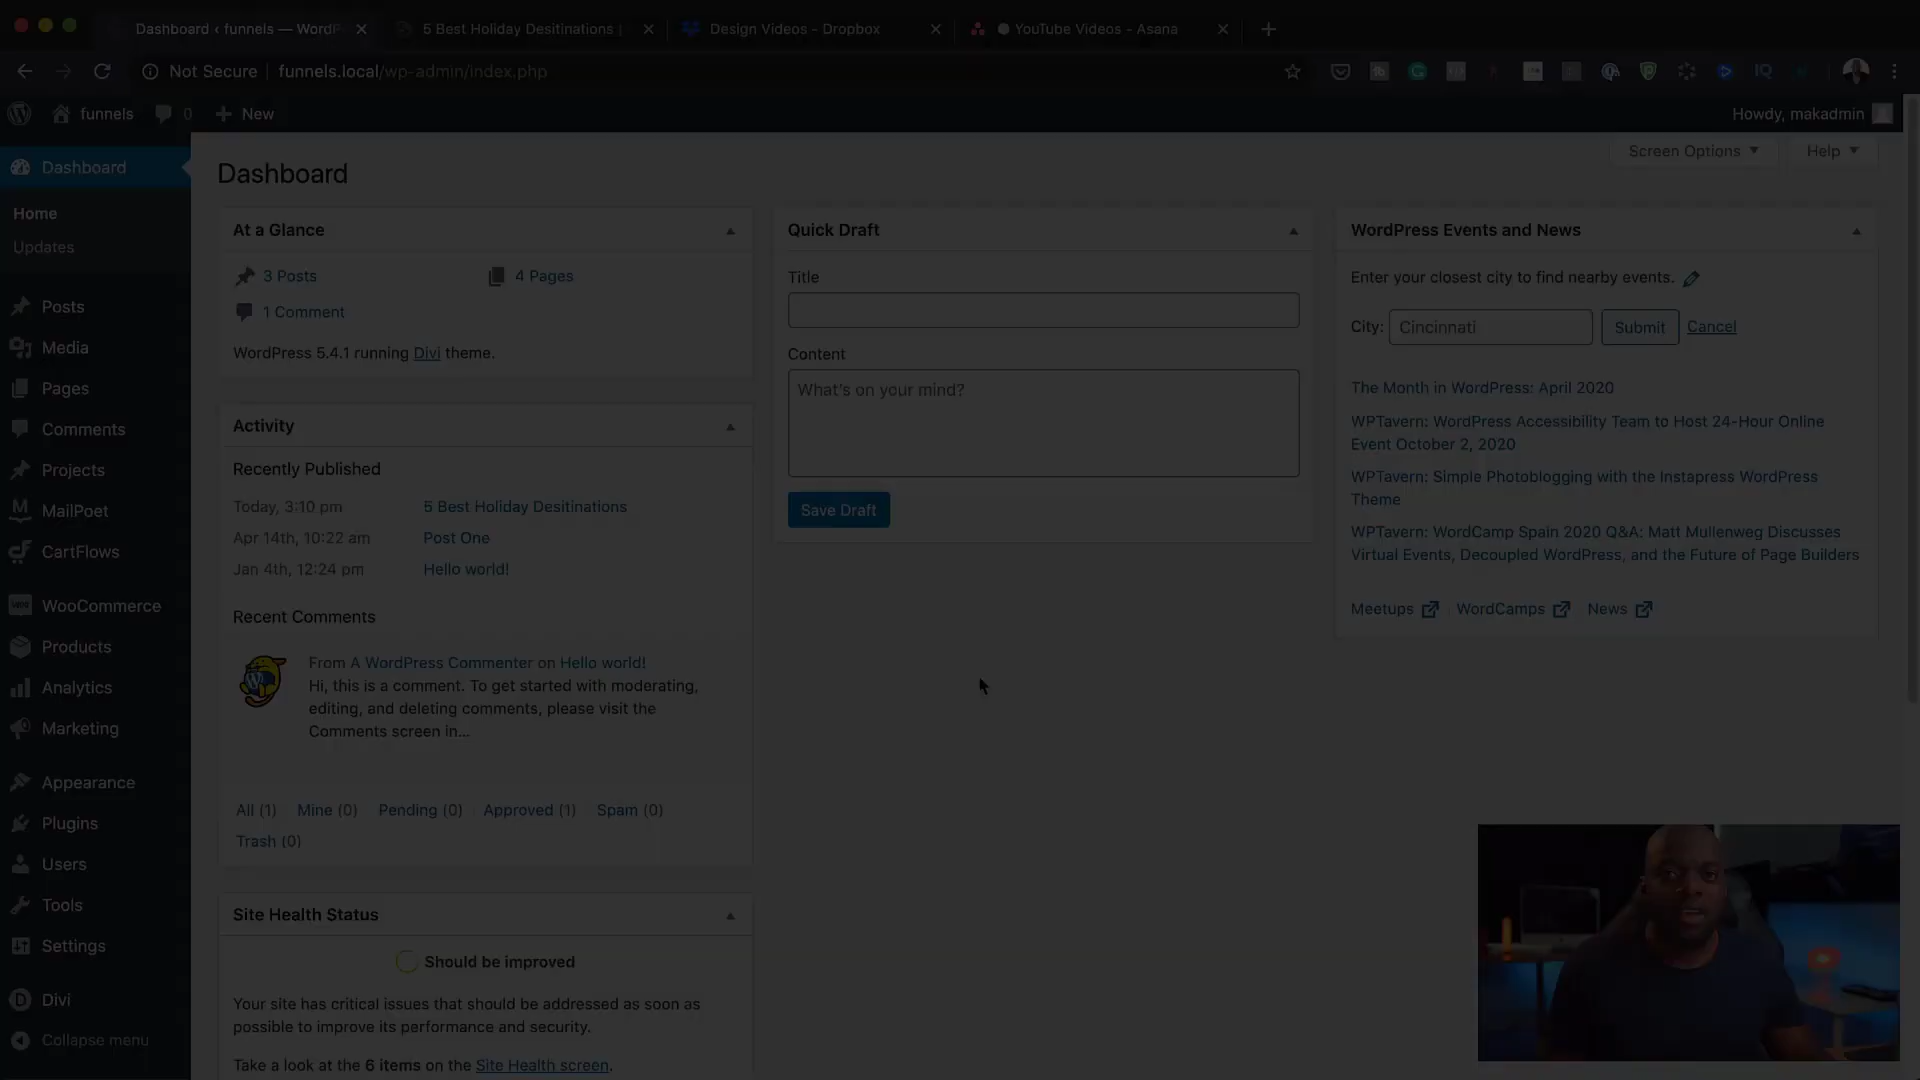 Dashboard ‹ funnels — WordP
5 Best Holiday Desitinations |
Design Videos - Dropbox
YouTube Videos - Asana
Not Secure
funnels.local/wp-admin/index.php
funnels
0
New
Howdy, makadmin
Dashboard
Home
Updates
Posts
Media
Pages
Comments
Projects
MailPoet
CartFlows
WooCommerce
Products
Analytics
Marketing
Appearance
Plugins
Users
Tools
Settings
Divi
Collapse menu
Screen Options
Help
Dashboard
At a Glance
3 Posts
4 Pages
1 Comment
WordPress 5.4.1 running Divi theme.
Activity
Recently Published
Today, 3:10 pm 5 Best Holiday Desitinations
Apr 14th, 10:22 am Post One
Jan 4th, 12:24 pm Hello world!
Recent Comments
From A WordPress Commenter on Hello world!
Hi, this is a comment. To get started with moderating,
editing, and deleting comments, please visit the
Comments screen in…
All (1) Mine (0) Pending (0) Approved (1) Spam (0)
Trash (0)
Site Health Status
Should be improved
Your site has critical issues that should be addressed as soon as
possible to improve its performance and security.
Take a look at the 6 items on the Site Health screen.
Quick Draft
Title
Content
What's on your mind?
Save Draft
WordPress Events and News
Enter your closest city to find nearby events.
City: Cincinnati Submit Cancel
The Month in WordPress: April 2020
WPTavern: WordPress Accessibility Team to Host 24-Hour Online
Event October 2, 2020
WPTavern: Simple Photoblogging with the Instapress WordPress
Theme
WPTavern: WordCamp Spain 2020 Q&A: Matt Mullenweg Discusses
Virtual Events, Decoupled WordPress, and the Future of Page Builders
Meetups WordCamps News